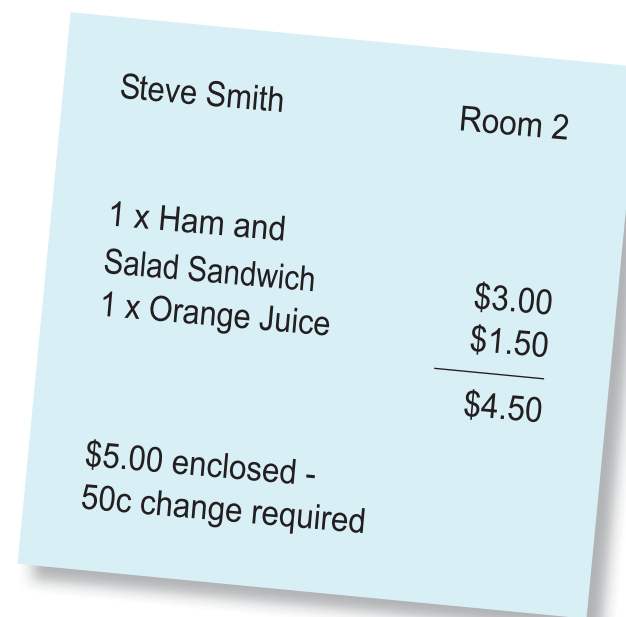 Steve Smith Room 2
1 x Ham and
Salad Sandwich $3.00
1 x Orange Juice $1.50
$4.50
$5.00 enclosed -
50c change required